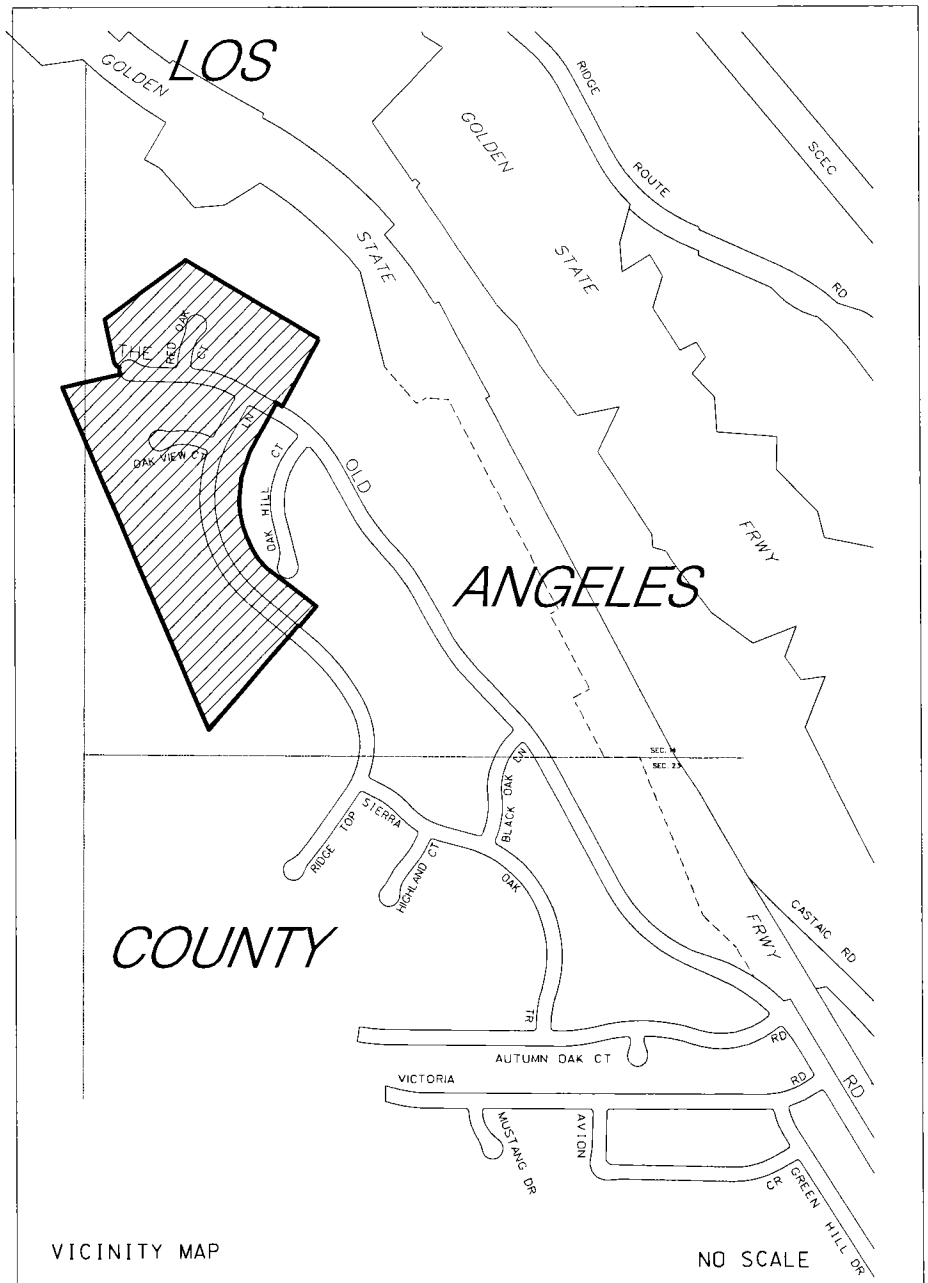 LOS
GOLDEN
RIDGE
SCEC
GOLDEN
ROUTE
STATE
STATE
RD
RED OAK
CT
THE
LN
OAK VIEW CT
OLD
OAK HILL CT
FRWY
ANGELES
SEC. 14
SEC. 23
BLACK OAK LN
SIERRA
RIDGE TOP
HIGHLAND CT
OAK
CASTAIC RD
FRWY
COUNTY
TR
RD
AUTUMN OAK CT
VICTORIA
RD
RD
MUSTANG DR
AVION
CR
GREEN HILL DR
VICINITY MAP
NO SCALE